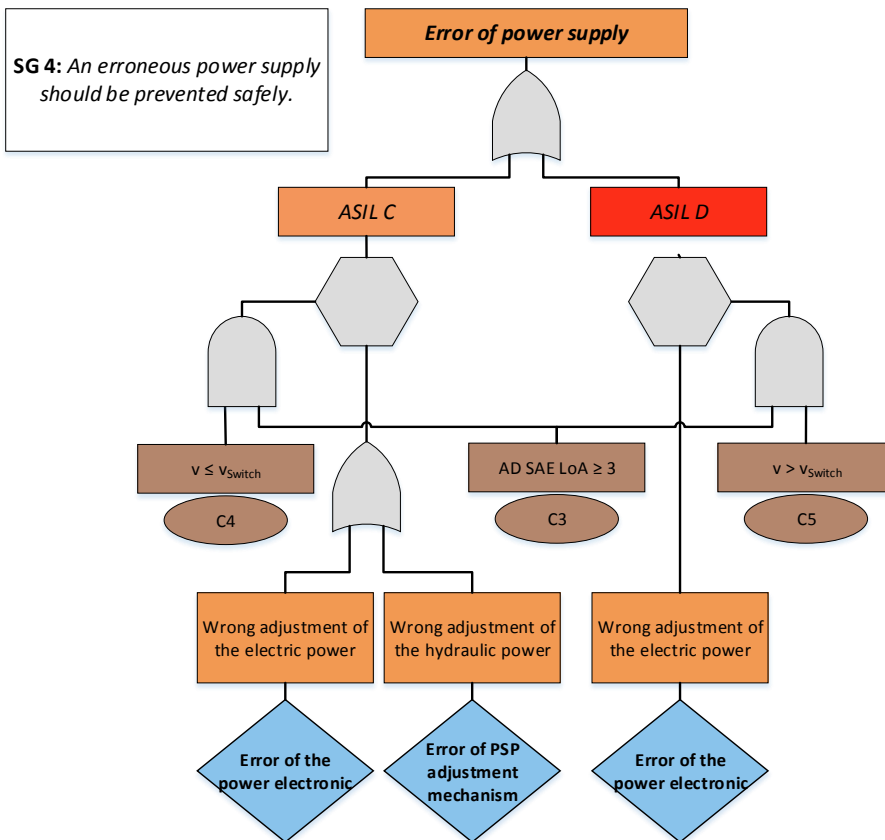 Error of power supply
SG 4: An erroneous power supply
should be prevented safely.
ASIL C
ASIL D
v ≤ vSwitch
AD SAE LoA ≥ 3
v > vSwitch
C4
C3
C5
Wrong adjustment of
the electric power
Wrong adjustment of
the hydraulic power
Wrong adjustment of
the electric power
Error of the
power electronic
Error of PSP
adjustment
mechanism
Error of the
power electronic